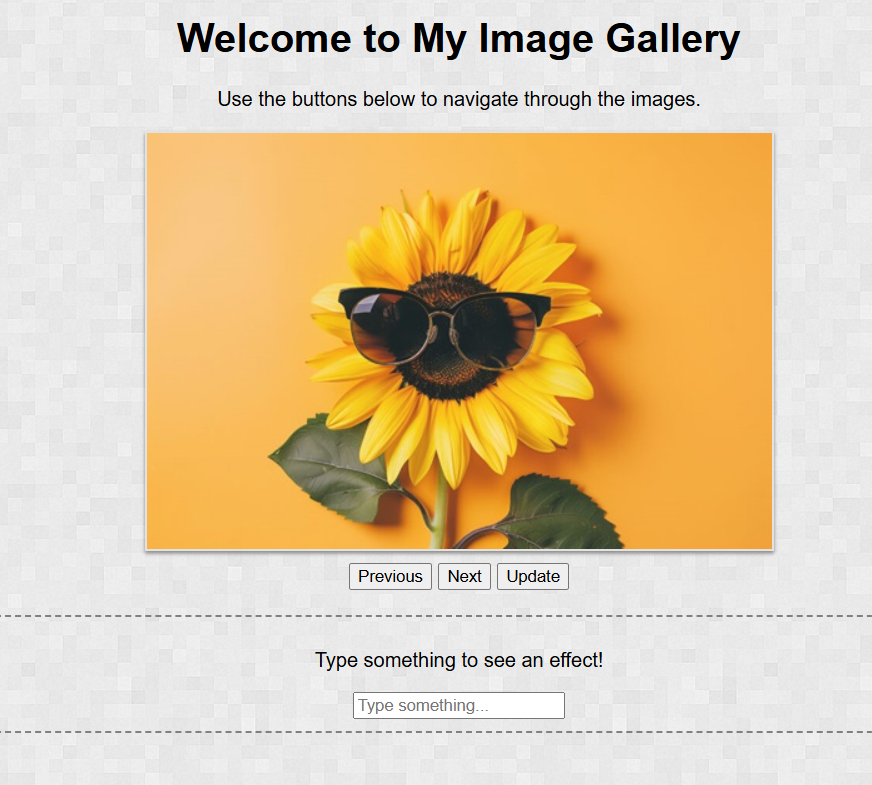 Welcome to My Image Gallery
Use the buttons below to navigate through the images.
Previous Next Update
Type something to see an effect!
Type something...